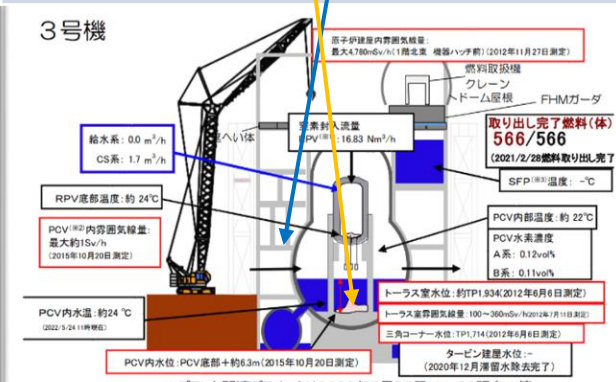 3号機
原子炉建屋内雰囲気線量:
最大4,780mSv/h(1階北東 機器ハッチ前)(2012年11月27日測定)
燃料取扱機
クレーン
ドーム屋根
FHMガーダ
遮へい体
窒素封入流量
RPV(※1):16.83 Nm³/h
給水系: 0.0 m³/h
CS系: 1.7 m³/h
取り出し完了燃料(体)
566/566
(2021/2/28燃料取り出し完了
SFP(※3)温度: -℃
RPV底部温度:約 24℃
PCV(※2)内雰囲気線量:
最大約1Sv/h
(2015年10月20日測定)
PCV内部温度:約 22℃
PCV水素濃度
A系: 0.12vol%
B系: 0.11vol%
トーラス室水位:約TP1,934(2012年6月6日測定)
トーラス室雰囲気線量:100～360mSv/h(2012年7月11日測定)
三角コーナー水位:TP1,714(2012年6月6日測定)
PCV内水温:約24 ℃
(2022/5/24 11時現在)
PCV内水位:PCV底部+約6.3m(2015年10月20日測定)
タービン建屋水位:-
(2020年12月滞留水除去完了)